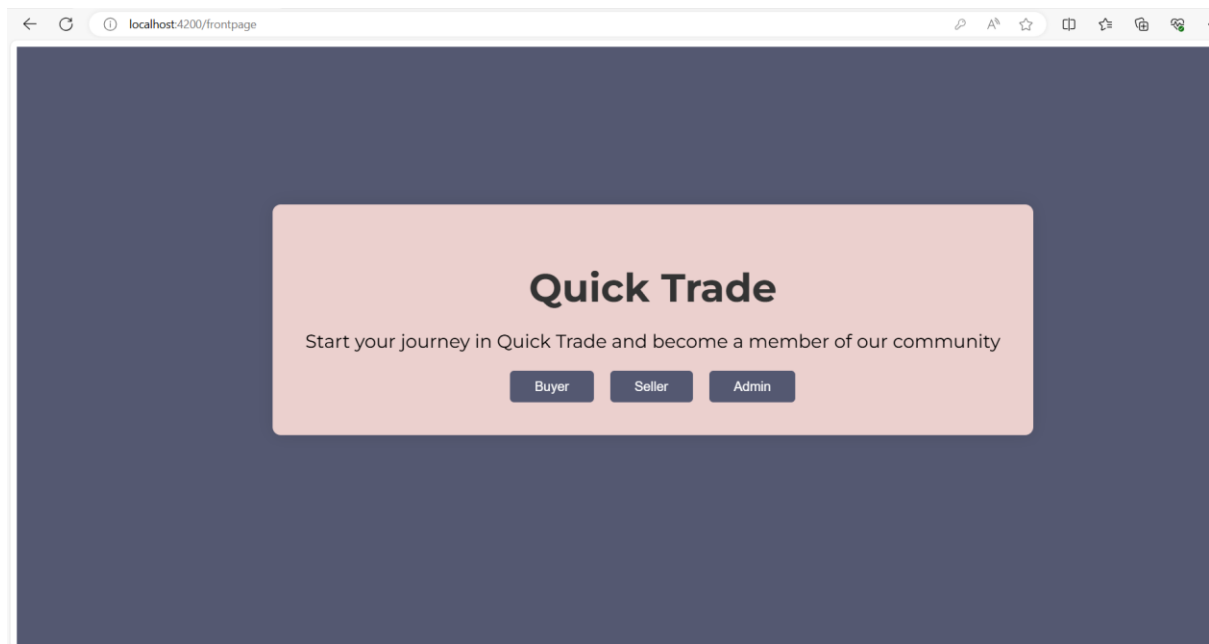 localhost:4200/frontpage
Quick Trade
Start your journey in Quick Trade and become a member of our community
Buyer Seller Admin